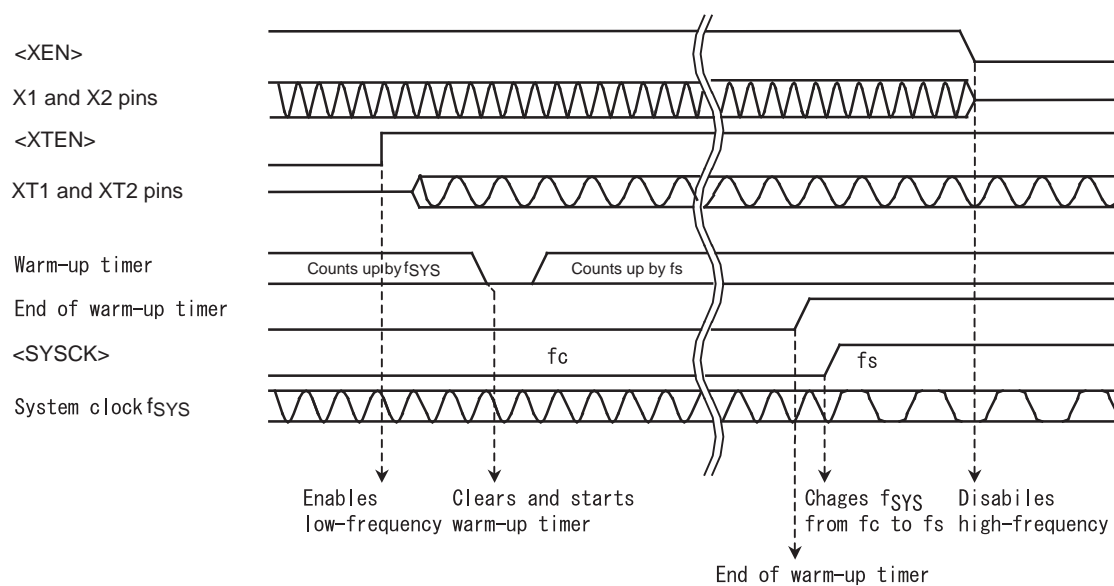 <XEN>
X1 and X2 pins
<XTEN>
XT1 and XT2 pins
Warm-up timer
Counts up by fSYS
Counts up by fs
End of warm-up timer
<SYSCK>
fc
fs
System clock fSYS
Enables
low-frequency
Clears and starts
warm-up timer
Chages fSYS
from fc to fs
Disabiles
high-frequency
End of warm-up timer